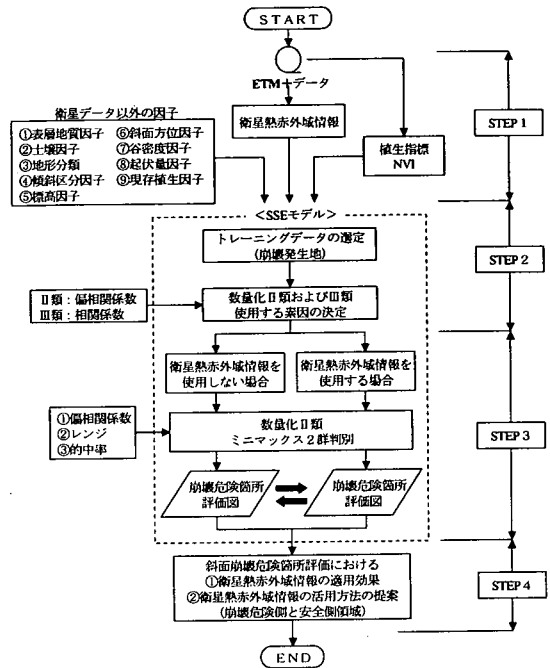 START
ETM+データ
衛星データ以外の因子
①表層地質因子 ⑥斜面方位因子
②土壌因子 ⑦谷密度因子
③地形分類 ⑧起伏量因子
④傾斜区分因子 ⑨現存植生因子
⑤標高因子
衛星熱赤外域情報
植生指標
NVI
STEP 1
<SSEモデル>
トレーニングデータの選定
(崩壊発生地)
STEP 2
Ⅱ類：偏相関係数
Ⅲ類：相関係数
数量化Ⅱ類およびⅢ類
使用する素因の決定
衛星熱赤外域情報を
使用しない場合
衛星熱赤外域情報を
使用する場合
①偏相関係数
②レンジ
③的中率
数量化Ⅱ類
ミニマックス2群判別
STEP 3
崩壊危険箇所
評価図
崩壊危険箇所
評価図
斜面崩壊危険箇所評価における
①衛星熱赤外域情報の適用効果
②衛星熱赤外域情報の活用方法の提案
(崩壊危険側と安全側領域)
STEP 4
END